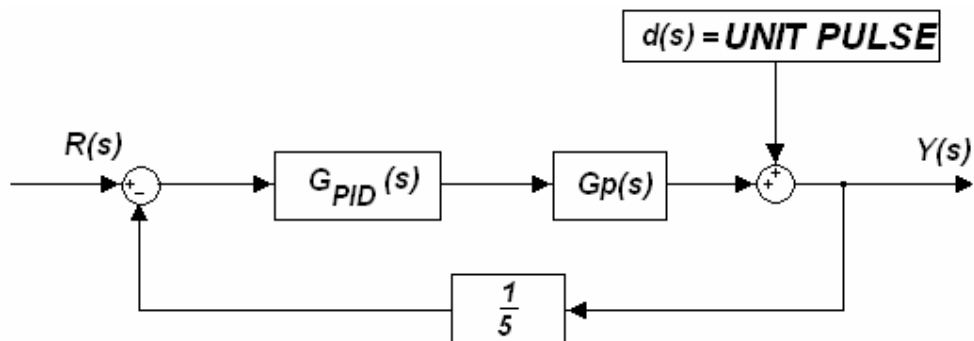 d(s) = UNIT PULSE
R(s)
Y(s)
+
−
G_PID (s)
Gp(s)
+
+
1
5